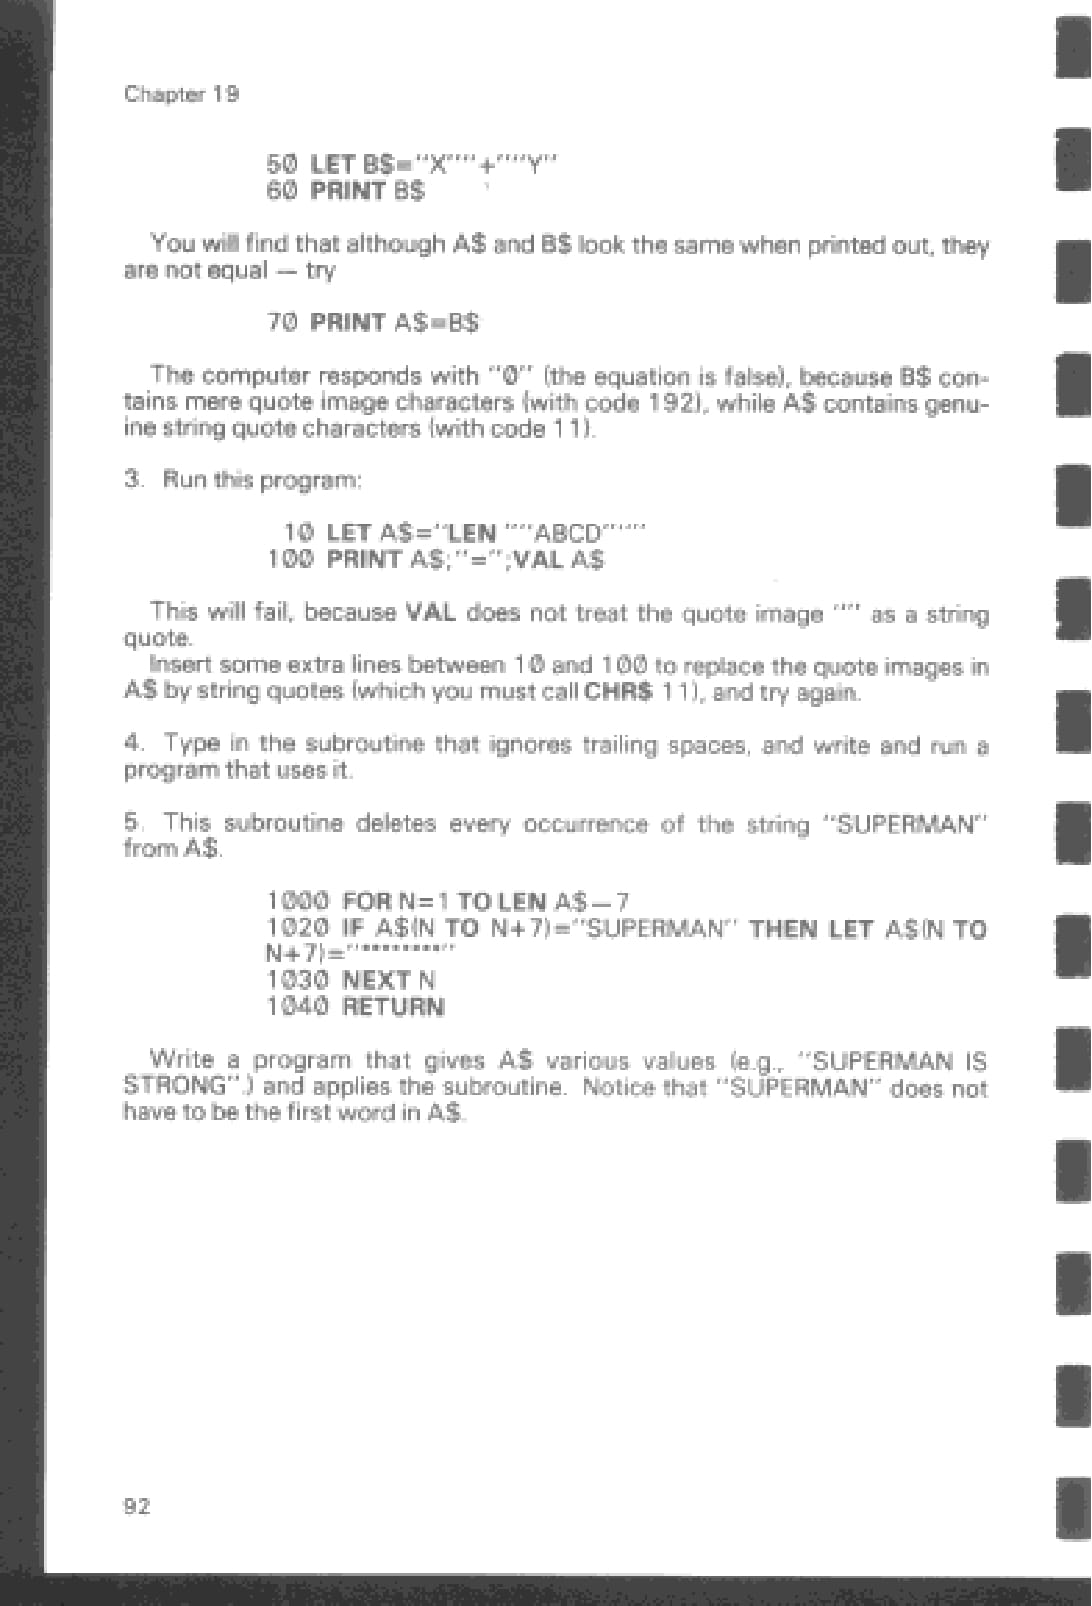 Chapter 19
50 LET B$="X""+""Y"
60 PRINT B$
You will find that although A$ and B$ look the same when printed out, they
are not equal — try
70 PRINT A$=B$
The computer responds with "0" (the equation is false), because B$ con-
tains mere quote image characters (with code 192), while A$ contains genu-
ine string quote characters (with code 11).
3. Run this program:
10 LET A$="LEN ""ABCD"""
100 PRINT A$;"=";VAL A$
This will fail, because VAL does not treat the quote image "" as a string
quote.
Insert some extra lines between 10 and 100 to replace the quote images in
A$ by string quotes (which you must call CHR$ 11), and try again.
4. Type in the subroutine that ignores trailing spaces, and write and run a
program that uses it.
5. This subroutine deletes every occurrence of the string "SUPERMAN"
from A$.
1000 FOR N=1 TO LEN A$—7
1020 IF A$(N TO N+7)="SUPERMAN" THEN LET A$(N TO
N+7)="********"
1030 NEXT N
1040 RETURN
Write a program that gives A$ various values (e.g., "SUPERMAN IS
STRONG".) and applies the subroutine. Notice that "SUPERMAN" does not
have to be the first word in A$.
92